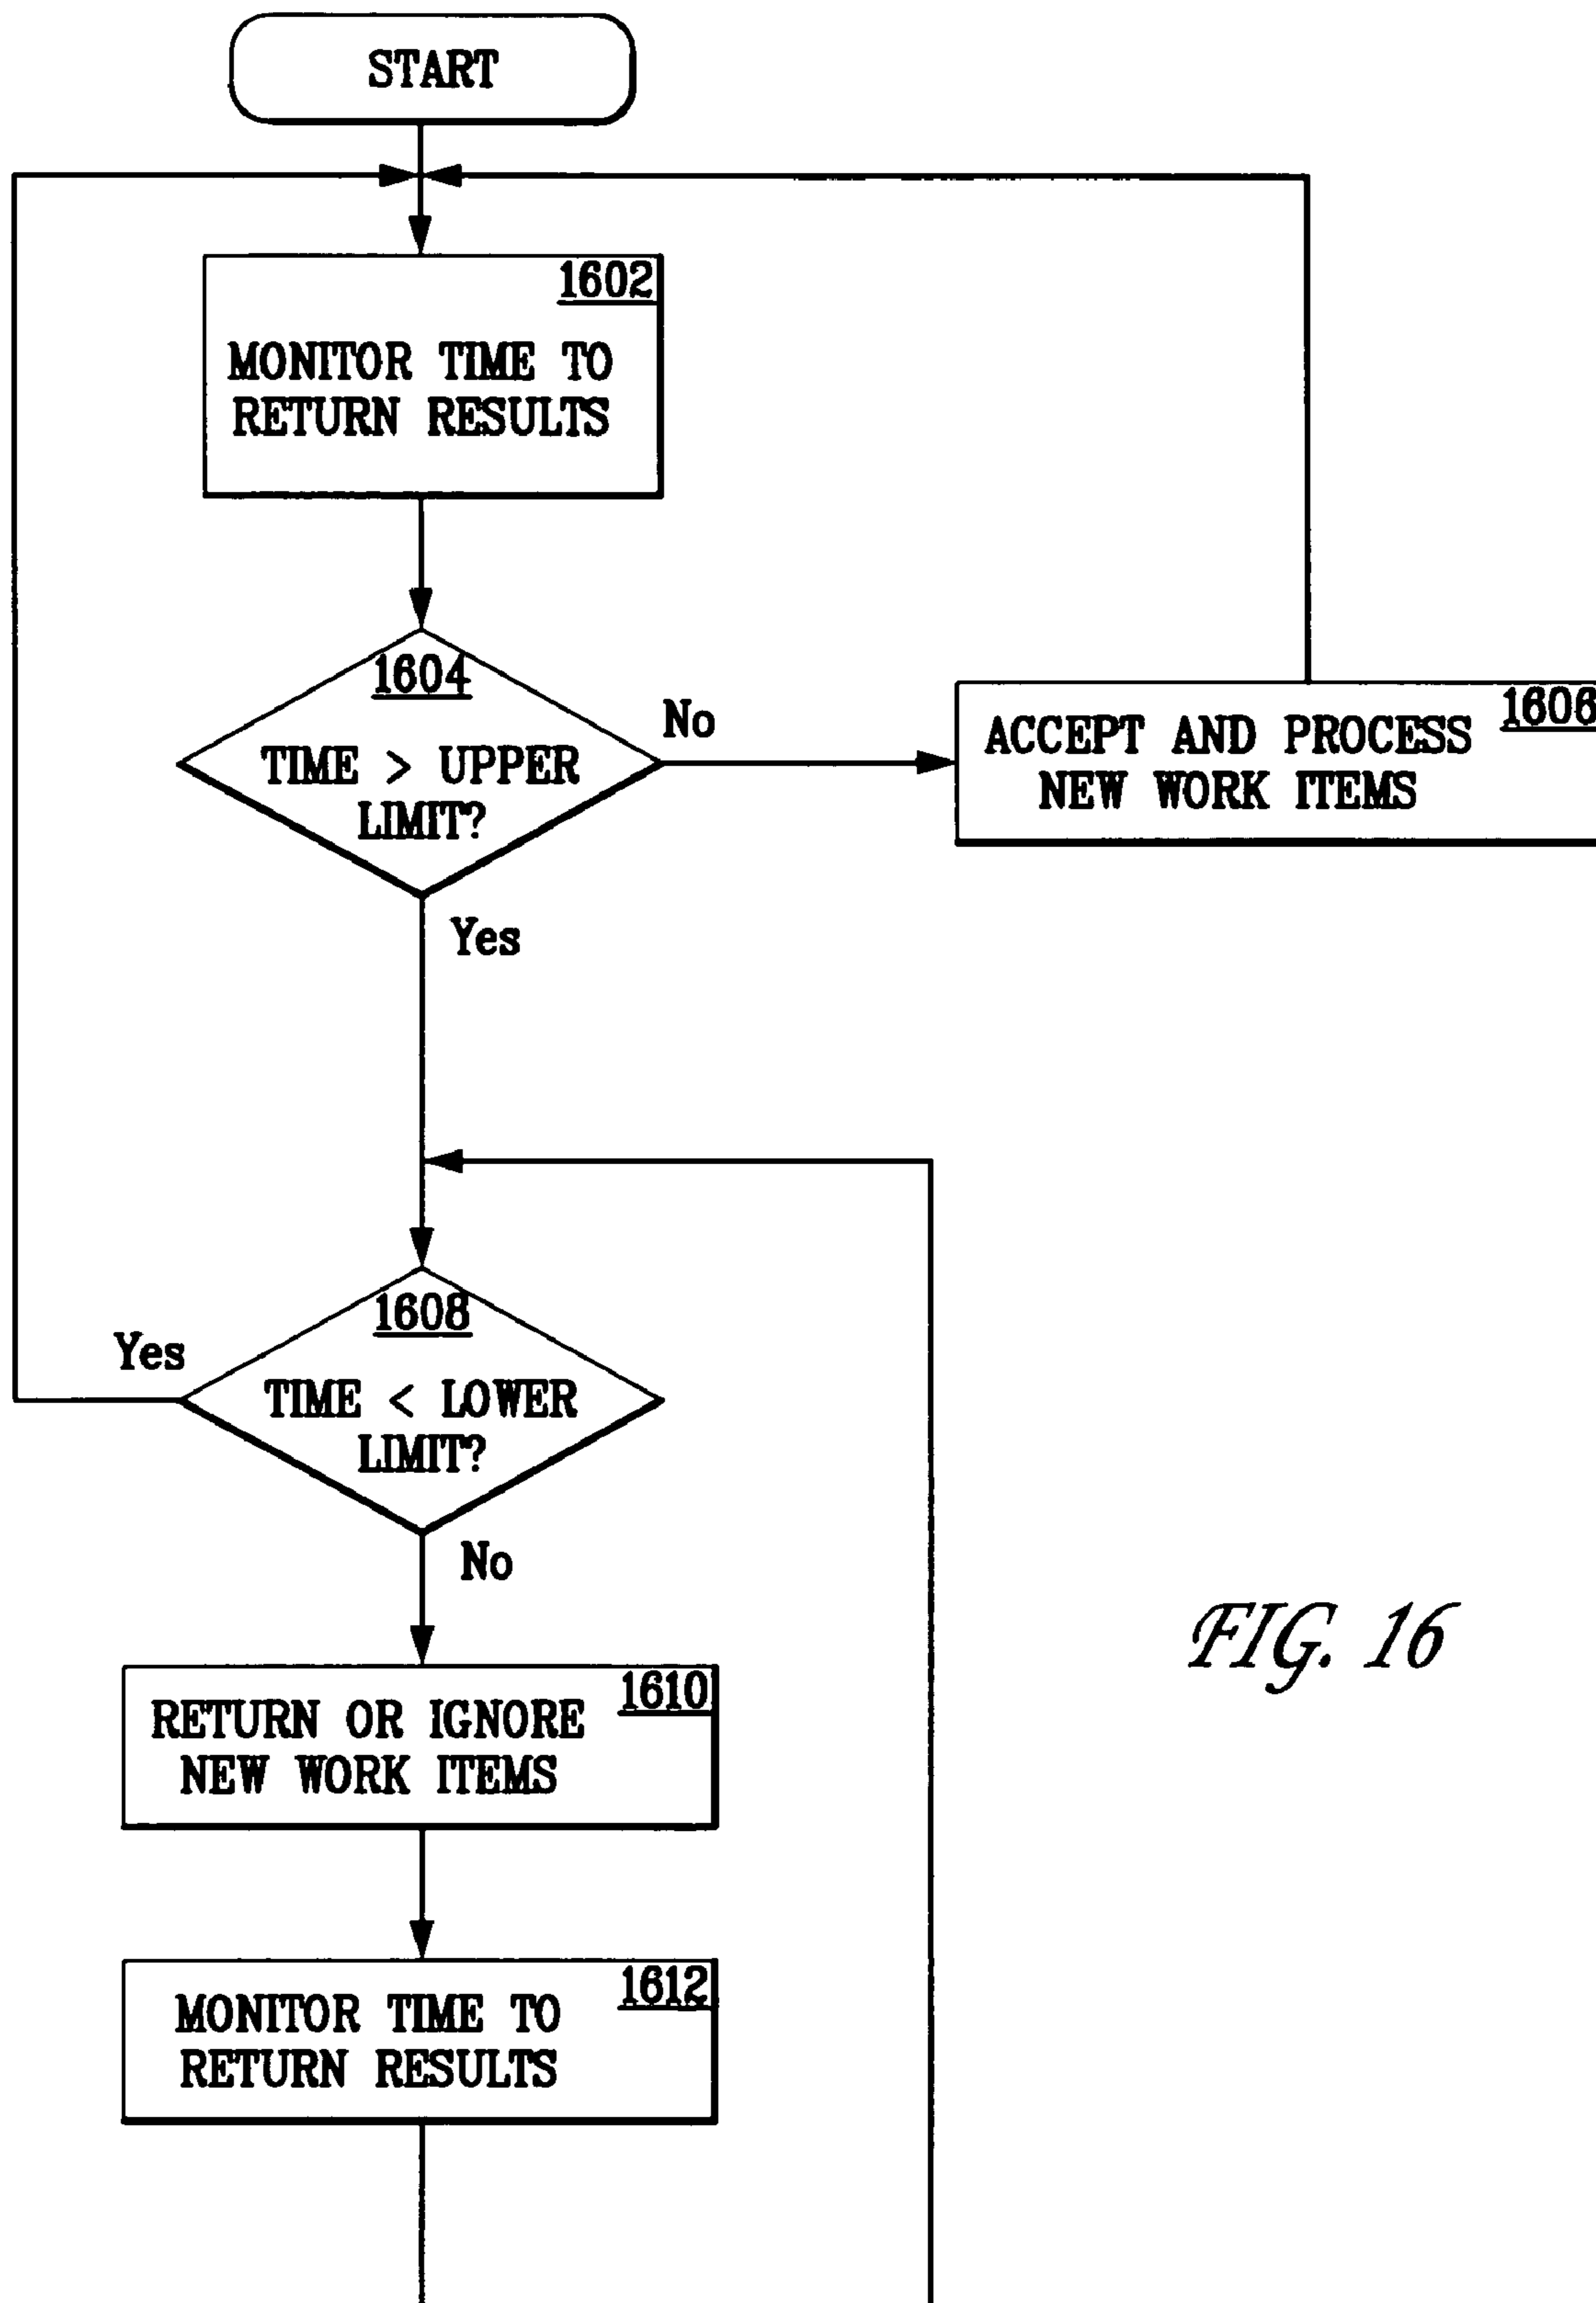 START
1602
MONITOR TIME TO
RETURN RESULTS
1604
TIME > UPPER
LIMIT?
No
1606
ACCEPT AND PROCESS
NEW WORK ITEMS
Yes
1608
TIME < LOWER
LIMIT?
Yes
No
1610
RETURN OR IGNORE
NEW WORK ITEMS
1612
MONITOR TIME TO
RETURN RESULTS
FIG. 16